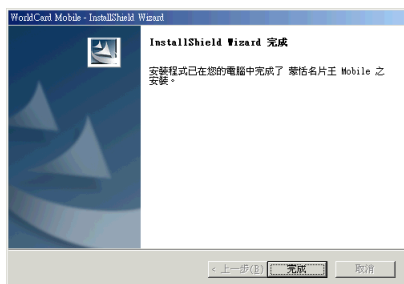 WorldCard Mobile - InstallShield Wizard
InstallShield Wizard 完成
安裝程式已在您的電腦中完成了 蒙恬名片王 Mobile 之
安裝。
< 上一步(B)
完成
取消